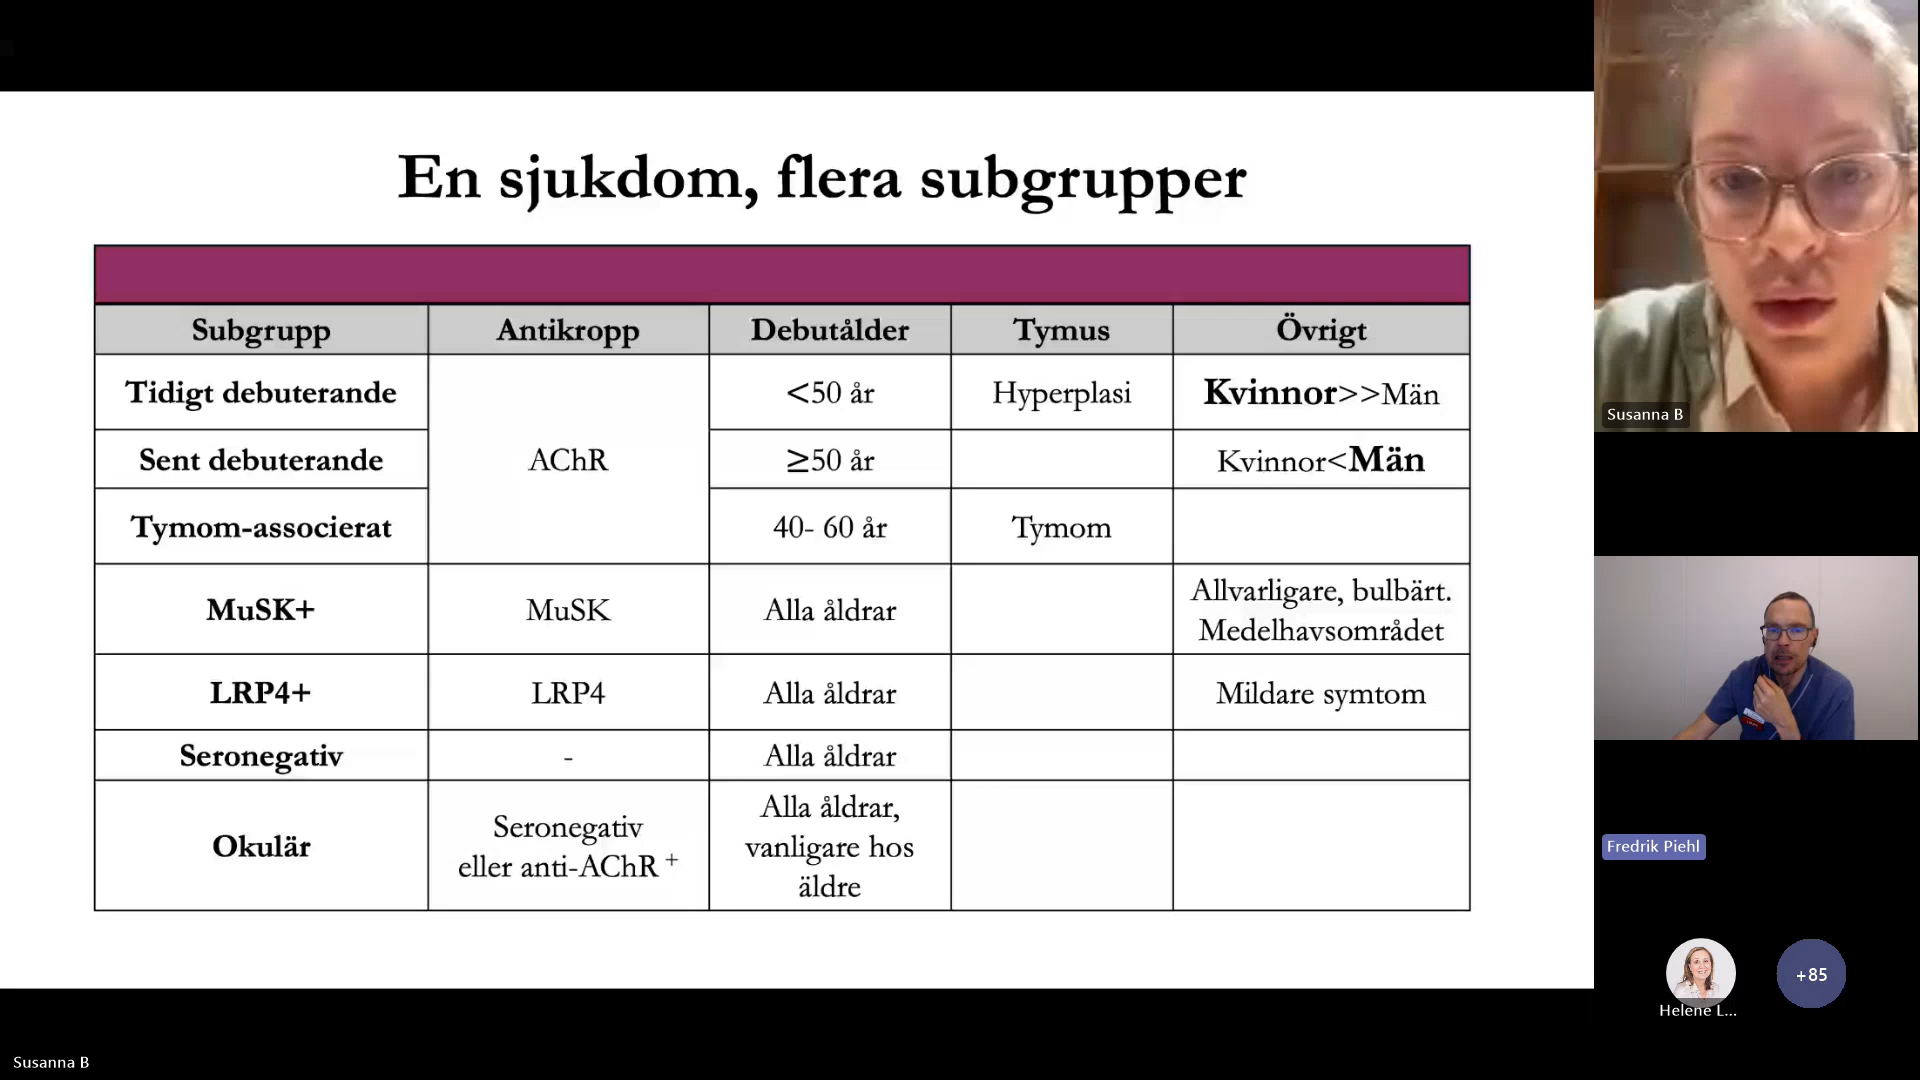 En sjukdom, flera subgrupper
Subgrupp Antikropp Debutålder Tymus Övrigt
Tidigt debuterande <50 år Hyperplasi Kvinnor>>Män
Sent debuterande AChR ≥50 år Kvinnor<Män
Tymom-associerat 40- 60 år Tymom
MuSK+ MuSK Alla åldrar Allvarligare, bulbärt.
Medelhavsområdet
LRP4+ LRP4 Alla åldrar Mildare symtom
Seronegativ - Alla åldrar
Okulär Seronegativ
eller anti-AChR +
Alla åldrar,
vanligare hos
äldre
Susanna B
Fredrik Piehl
Helene L...
+85
Susanna B